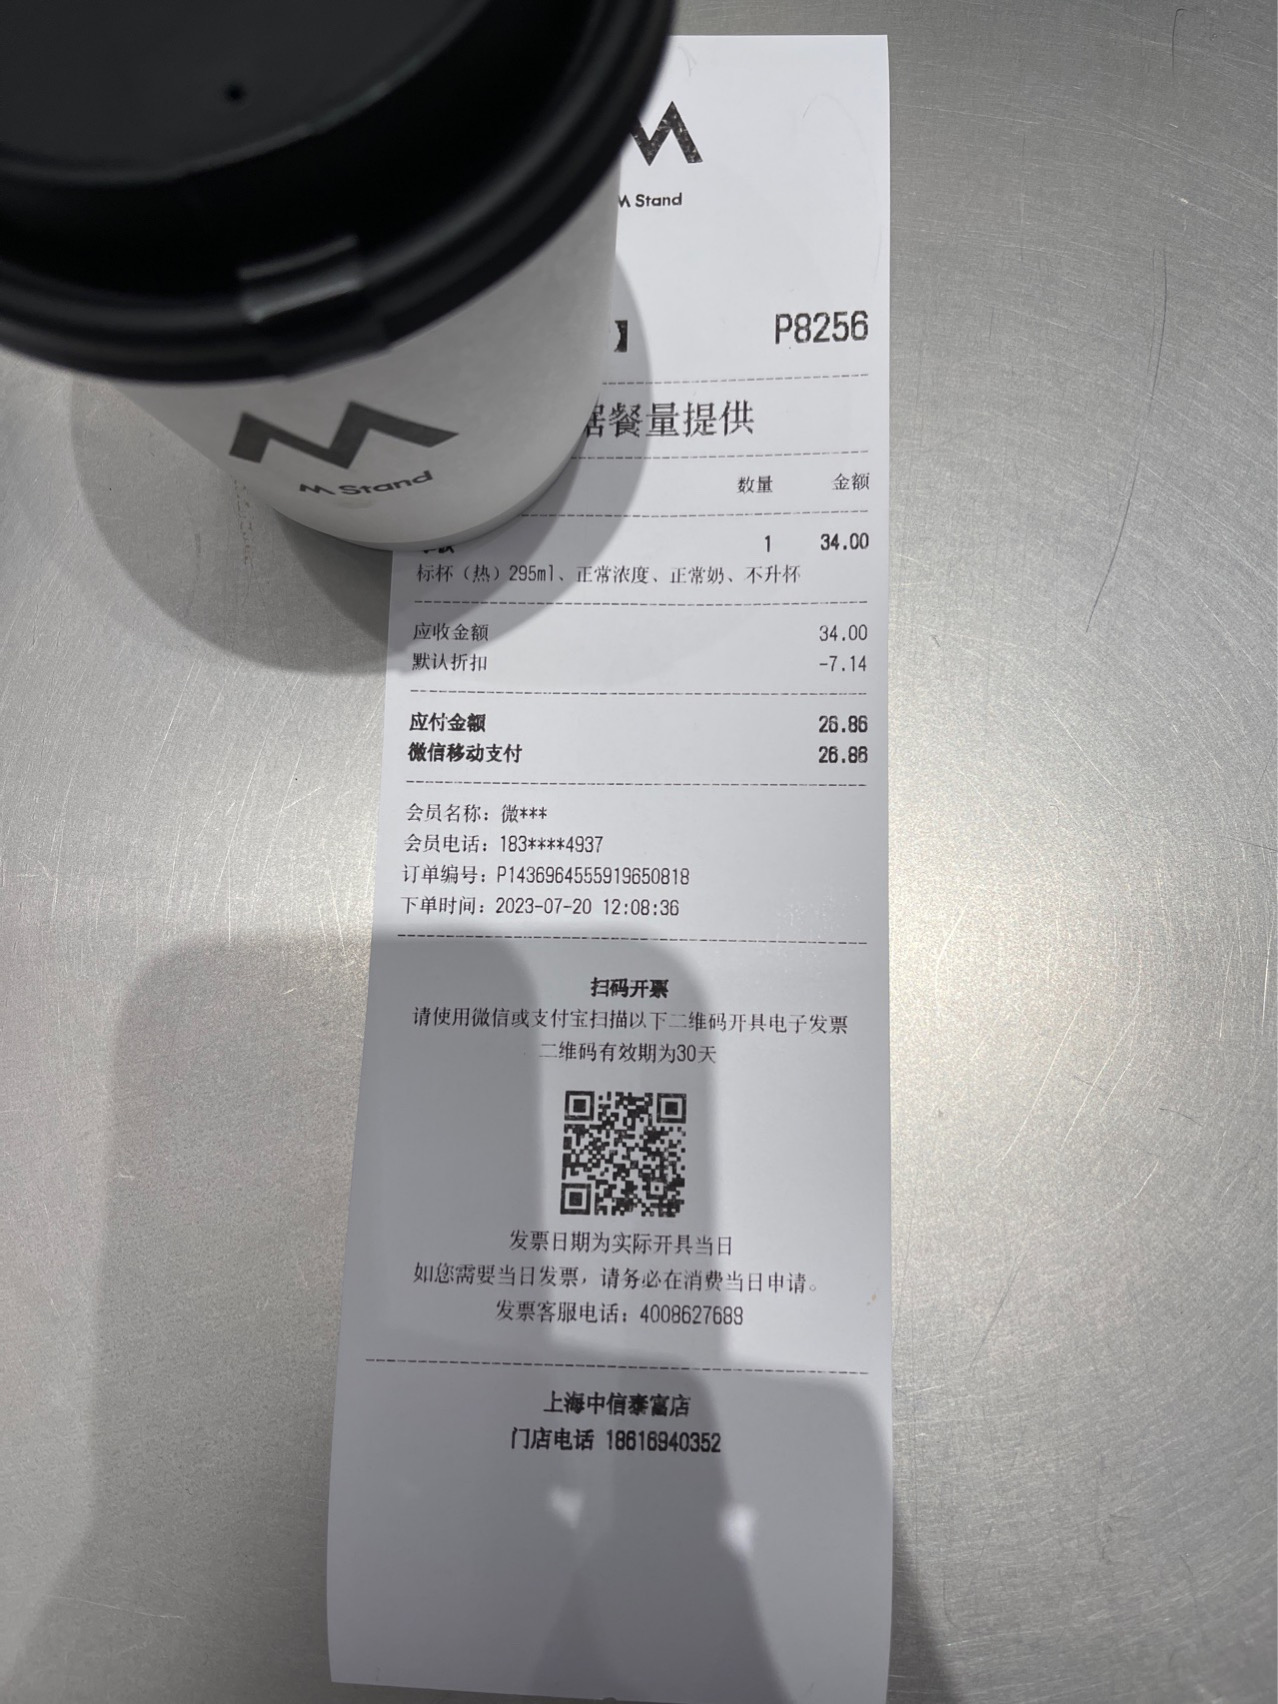 M Stand
】 P8256
餐量提供
M Stand
数量 金额
1 34.00
标杯（热）295ml、正常浓度、正常奶、不升杯
应收金额 34.00
默认折扣 -7.14
应付金额 26.86
微信移动支付 26.86
会员名称：微***
会员电话：183****4937
订单编号：P1436964555919650818
下单时间：2023-07-20 12:08:36
扫码开票
请使用微信或支付宝扫描以下二维码开具电子发票
二维码有效期为30天
发票日期为实际开具当日
如您需要当日发票，请务必在消费当日申请。
发票客服电话：4008627688
上海中信泰富店
门店电话 18616940352